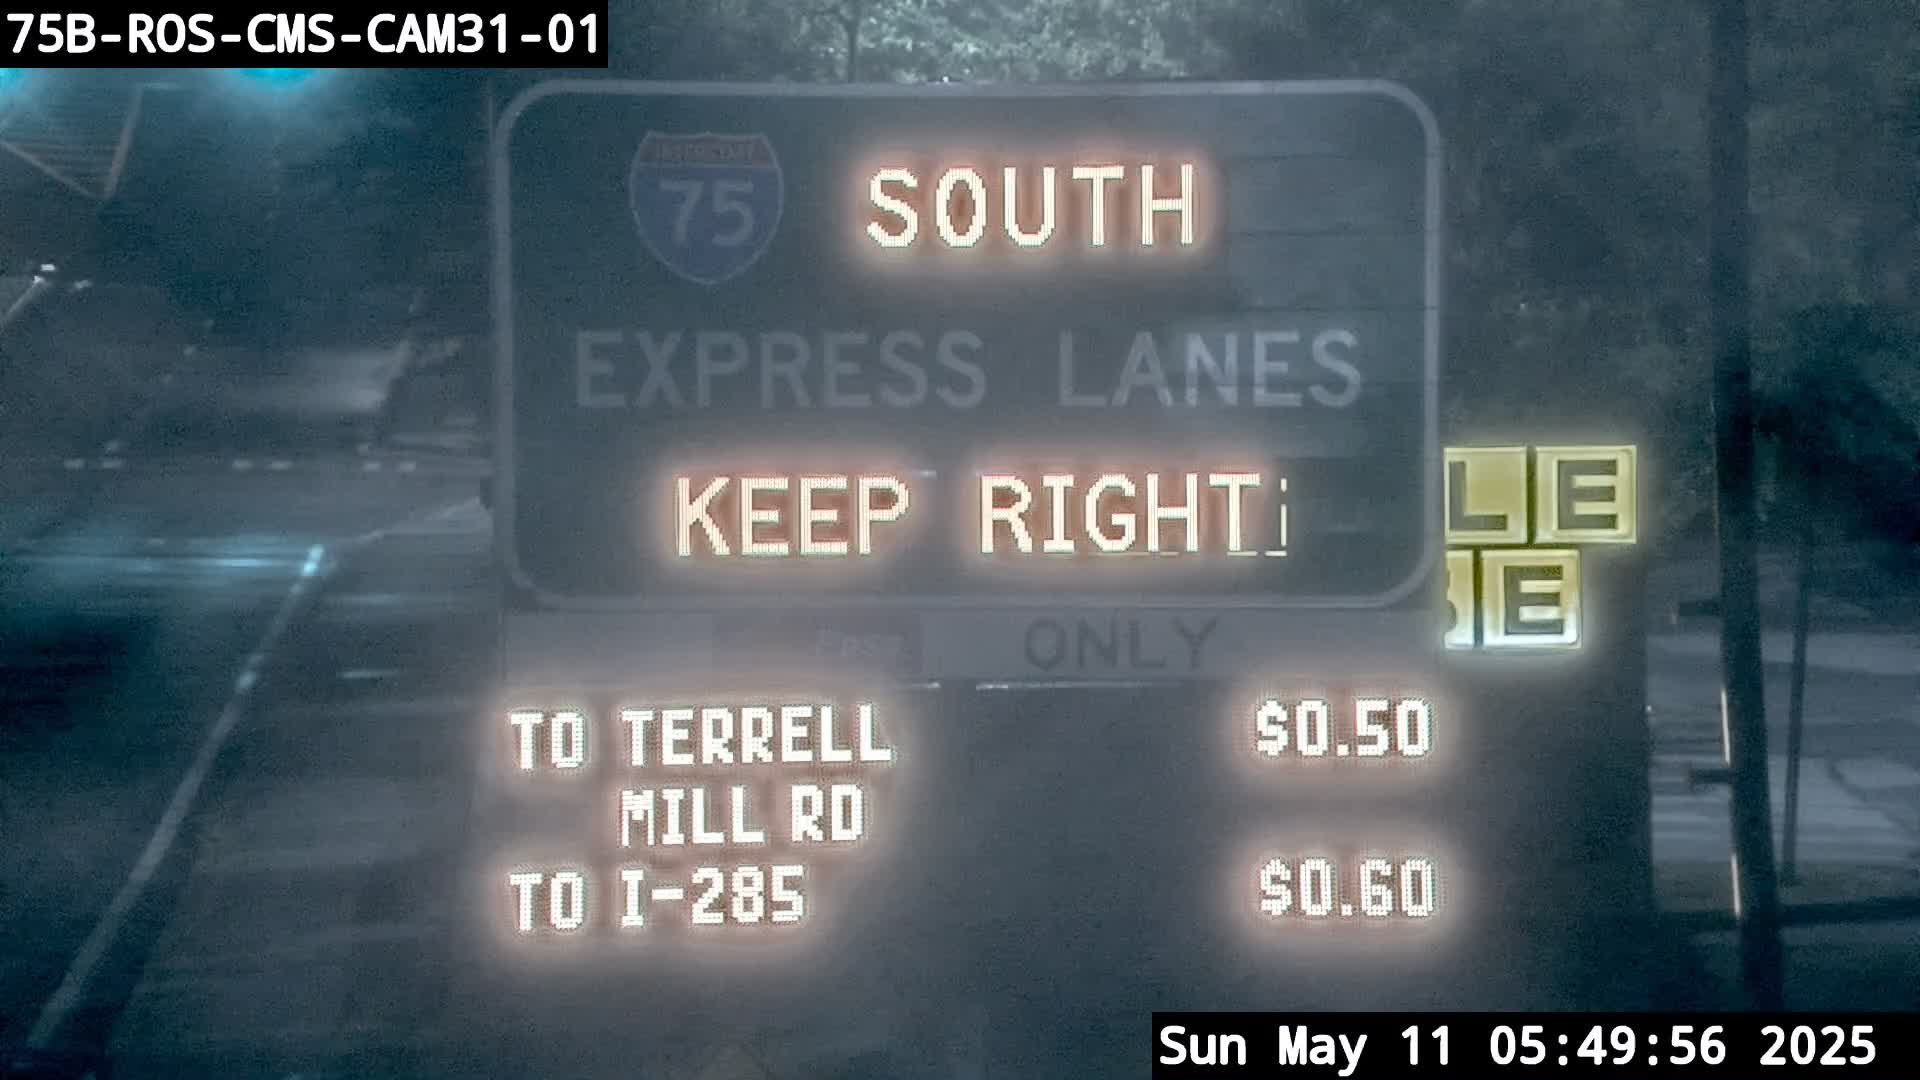 75B-ROS-CMS-CAM31-01
INTERSTATE
75
SOUTH
EXPRESS LANES
KEEP RIGHT
LE
E
ONLY
TO TERRELL
MILL RD
$0.50
TO I-285
$0.60
Sun May 11 05:49:56 2025